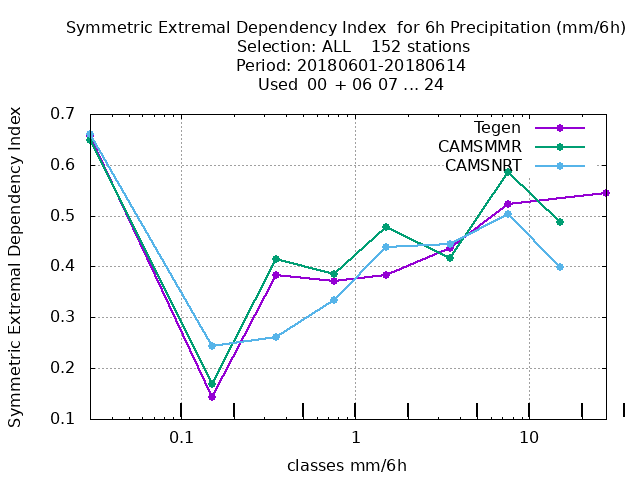 Symmetric Extremal Dependency Index  for 6h Precipitation (mm/6h)
Selection: ALL    152 stations
Period: 20180601-20180614
Used  00  + 06 07 ... 24
Symmetric Extremal Dependency Index
0.7
0.6
0.5
0.4
0.3
0.2
0.1
Tegen
CAMSMMR
CAMSNRT
0.1
1
10
classes mm/6h